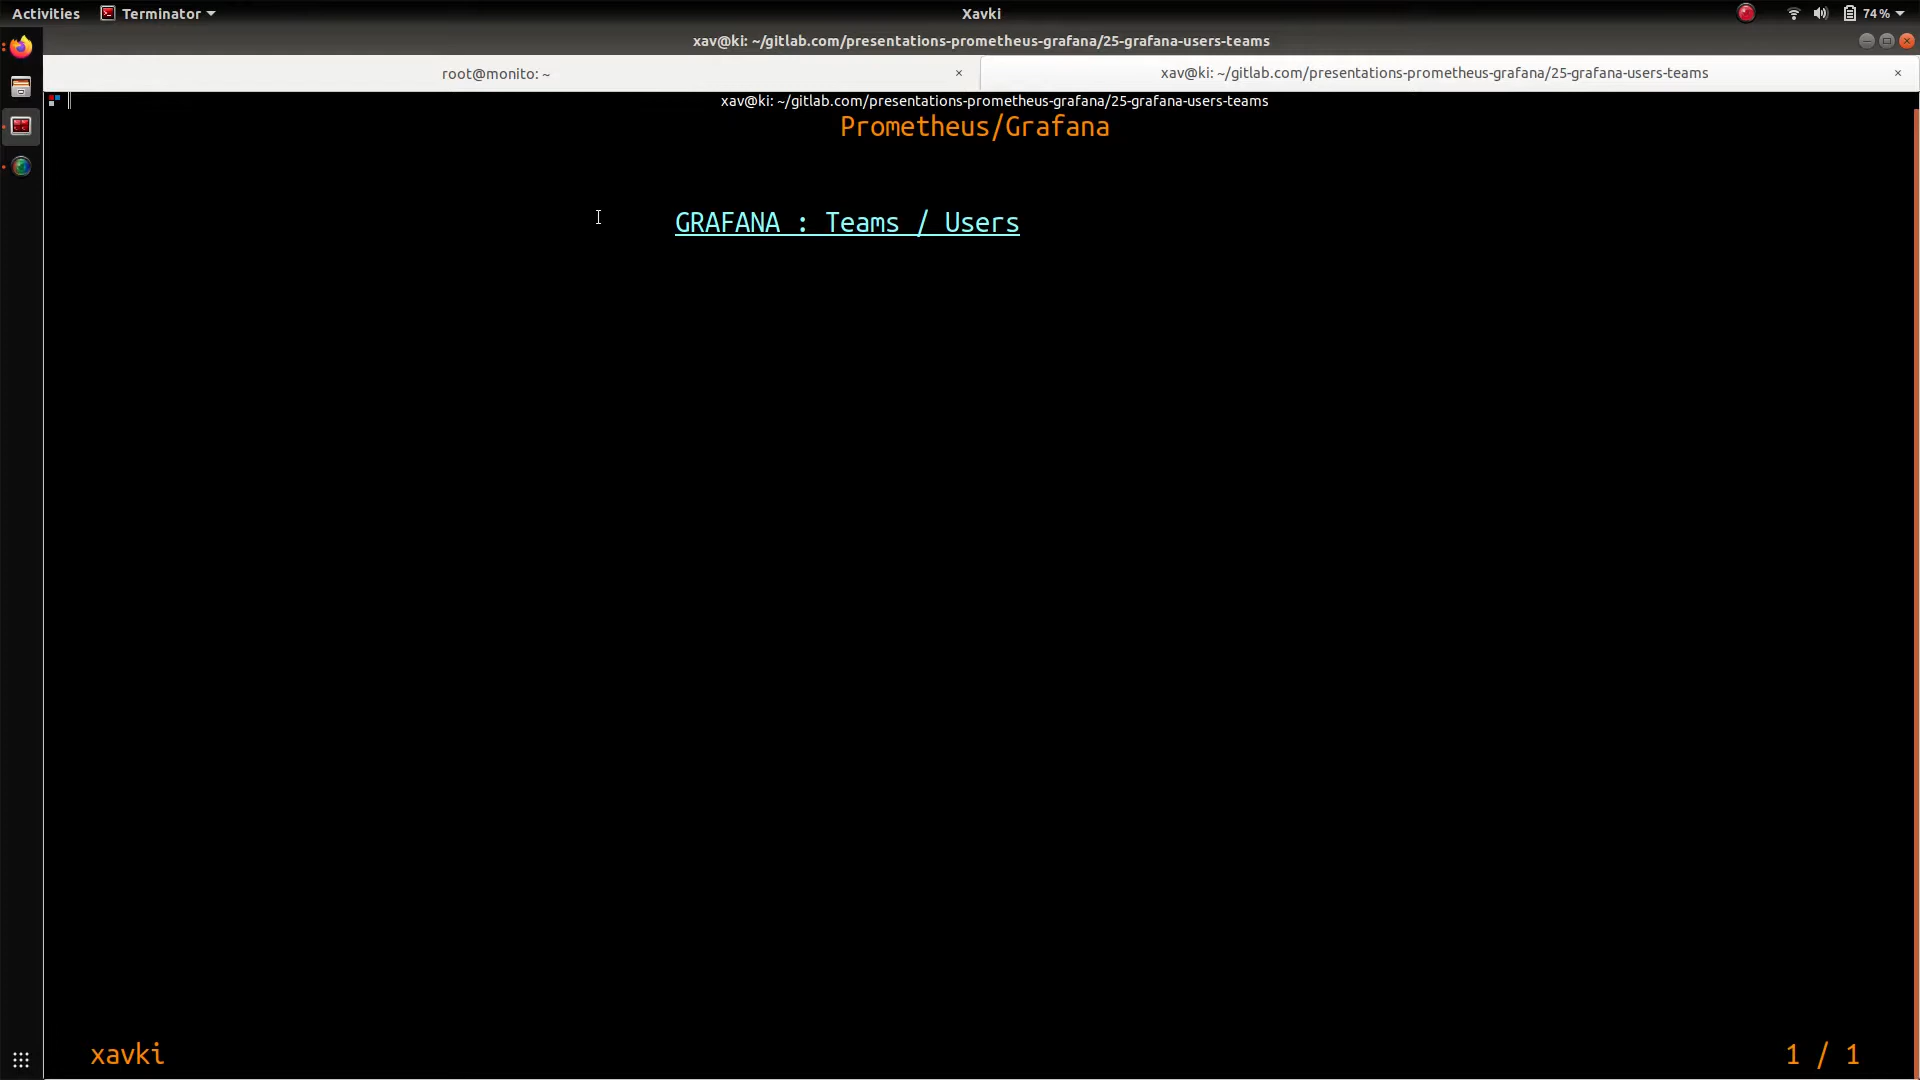 Activities Terminator Xavki 74%
xav@ki: ~/gitlab.com/presentations-prometheus-grafana/25-grafana-users-teams
root@monito: ~ × xav@ki: ~/gitlab.com/presentations-prometheus-grafana/25-grafana-users-teams ×
xav@ki: ~/gitlab.com/presentations-prometheus-grafana/25-grafana-users-teams
Prometheus/Grafana
GRAFANA : Teams / Users
xavki 1 / 1